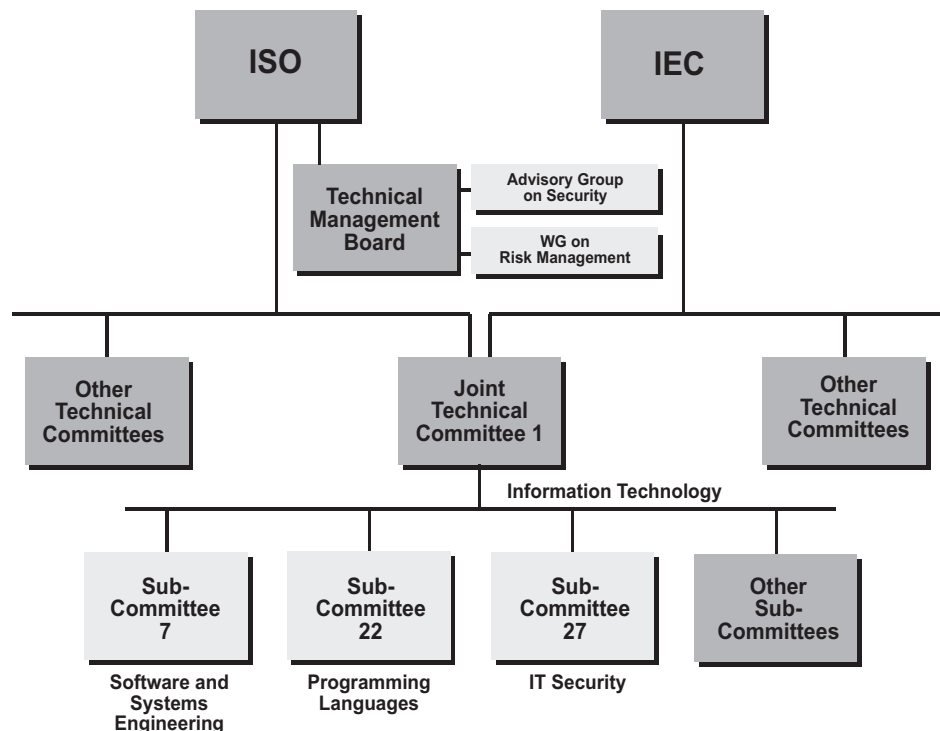 ISO
IEC
Technical
Management
Board
Advisory Group
on Security
WG on
Risk Management
Other
Technical
Committees
Joint
Technical
Committee 1
Other
Technical
Committees
Information Technology
Sub-
Committee
7
Sub-
Committee
22
Sub-
Committee
27
Other
Sub-
Committees
Software and
Systems
Engineering
Programming
Languages
IT Security